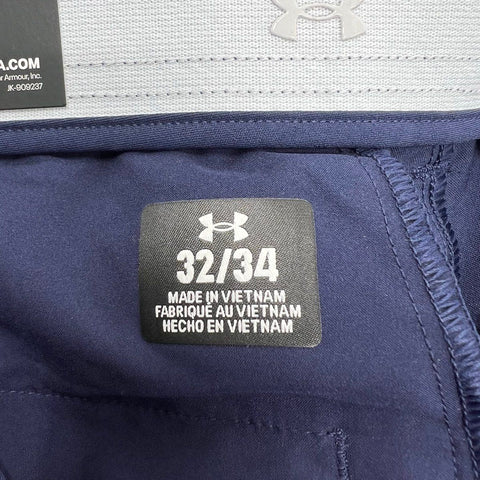 A.COM
r Armour, Inc.
JK-909237
32/34
MADE IN VIETNAM
FABRIQUÉ AU VIETNAM
HECHO EN VIETNAM